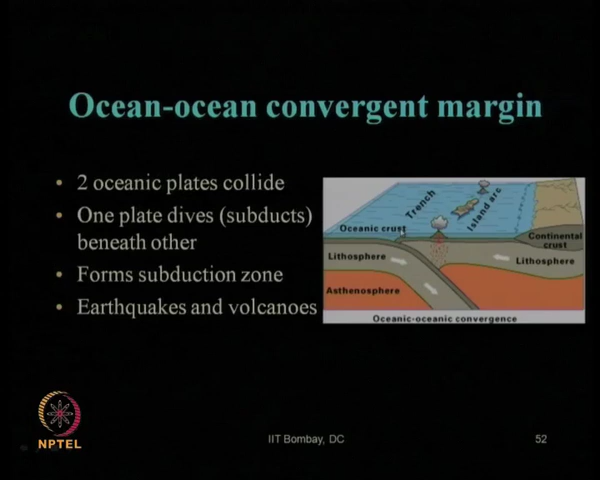 Ocean-ocean convergent margin
• 2 oceanic plates collide
• One plate dives (subducts)
beneath other
• Forms subduction zone
• Earthquakes and volcanoes
Trench
Island arc
Oceanic crust
Continental
crust
Lithosphere
Lithosphere
Asthenosphere
Oceanic-oceanic convergence
NPTEL
IIT Bombay, DC
52